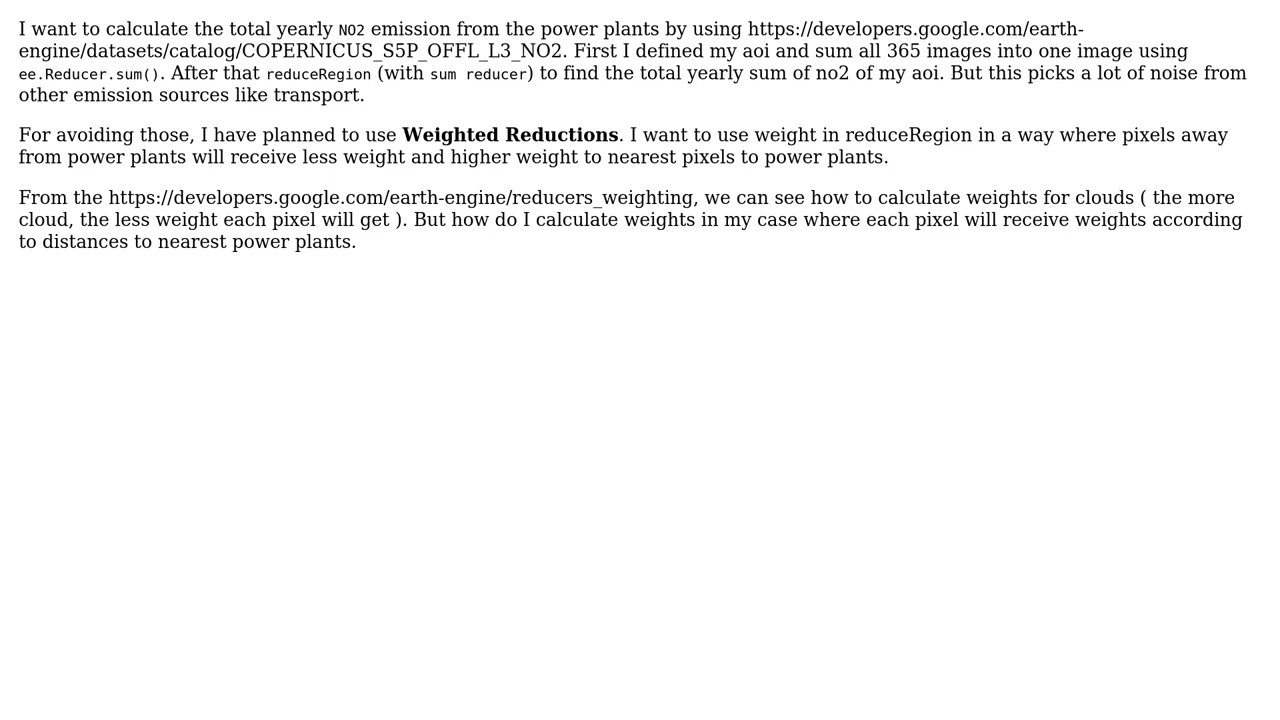 I want to calculate the total yearly NO2 emission from the power plants by using https://developers.google.com/earth-
engine/datasets/catalog/COPERNICUS_S5P_OFFL_L3_NO2. First I defined my aoi and sum all 365 images into one image using
ee.Reducer.sum(). After that reduceRegion (with sum reducer) to find the total yearly sum of no2 of my aoi. But this picks a lot of noise from
other emission sources like transport.
For avoiding those, I have planned to use Weighted Reductions. I want to use weight in reduceRegion in a way where pixels away
from power plants will receive less weight and higher weight to nearest pixels to power plants.
From the https://developers.google.com/earth-engine/reducers_weighting, we can see how to calculate weights for clouds ( the more
cloud, the less weight each pixel will get ). But how do I calculate weights in my case where each pixel will receive weights according
to distances to nearest power plants.